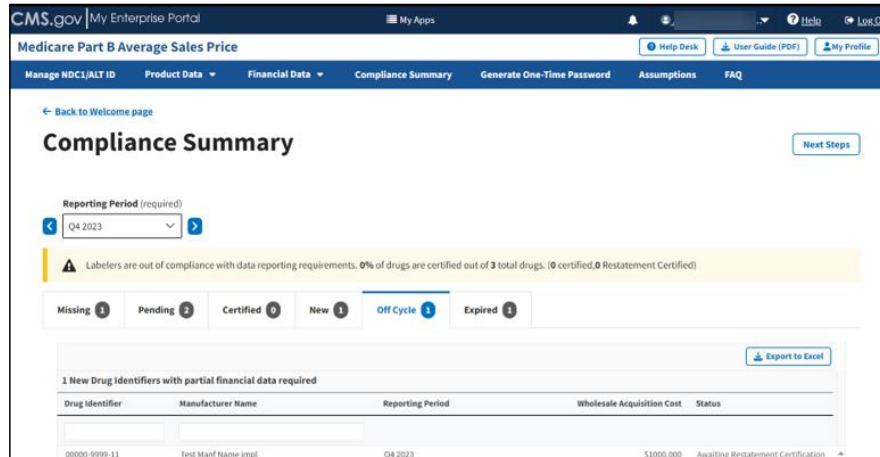 CMS.gov My Enterprise Portal My Apps Help
Medicare Part B Average Sales Price Help Desk User Guide (PDF) My Profile
Manage NDC1/ALT ID Product Data Financial Data Compliance Summary Generate One-Time Password Assumptions FAQ
← Back to Welcome page
Compliance Summary Next Steps
Reporting Period (required)
Q4 2023
Labelers are out of compliance with data reporting requirements. 0% of drugs are certified out of 3 total drugs. (0 certified,0 Restatement Certified)
Missing 1 Pending 2 Certified 0 New 1 Off Cycle 1 Expired 1
Export to Excel
1 New Drug Identifiers with partial financial data required
Drug Identifier Manufacturer Name Reporting Period Wholesale Acquisition Cost Status
00000-9999-11 Test Manf Name impl Q4 2023 $1000.000 Awaiting Restatement Certification